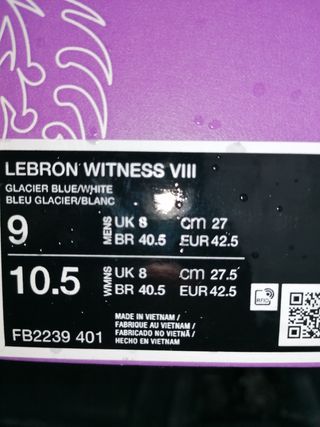 LEBRON WITNESS VIII
GLACIER BLUE/WHITE
BLEU GLACIER/BLANC
9 MENS UK 8 cm 27
BR 40.5 EUR 42.5
10.5 WMNS UK 8 cm 27.5
BR 40.5 EUR 42.5
MADE IN VIETNAM /
FABRIQUE AU VIETNAM /
FABRICADO NO VIETNÃ /
HECHO EN VIETNAM
RFID
FB2239 401